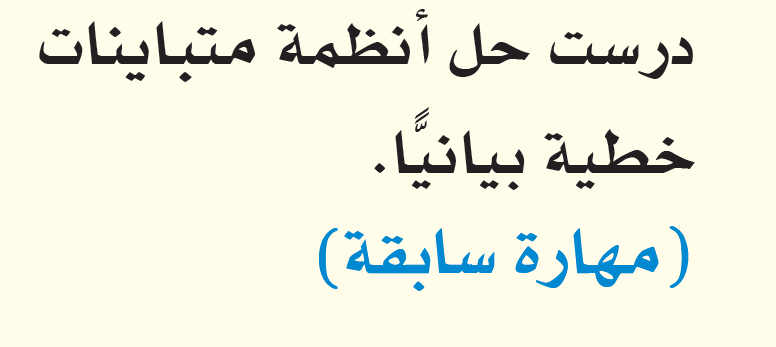 درست حل أنظمة متباينات
خطية بيانيًّا.
(مهارة سابقة)